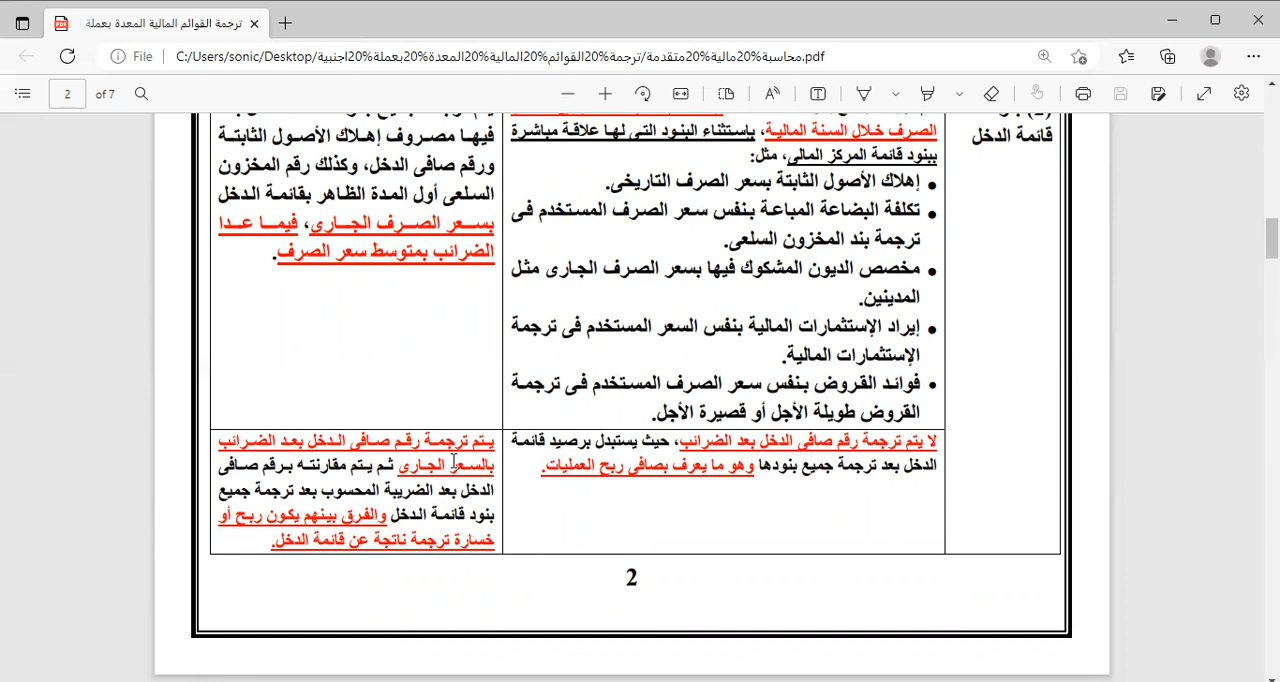 ترجمة القوائم المالية المعدة بعملة
File
C:/Users/sonic/Desktop/محاسبة%20مالية%20متقدمة/ترجمة%20القوائم%20المالية%20المعدة%20بعملة%20اجنبية.pdf
2
of 7
قائمة الدخل
الصرف خلال السنة المالية، بإستثناء البنود التى لها علاقة مباشرة
ببنود قائمة المركز المالى، مثل:
• إهلاك الأصول الثابتة بسعر الصرف التاريخى.
• تكلفة البضاعة المباعة بنفس سعر الصرف المستخدم فى
ترجمة بند المخزون السلعى.
• مخصص الديون المشكوك فيها بسعر الصرف الجارى مثل
المدينين.
• إيراد الإستثمارات المالية بنفس السعر المستخدم فى ترجمة
الإستثمارات المالية.
• فوائد القروض بنفس سعر الصرف المستخدم فى ترجمة
القروض طويلة الأجل أو قصيرة الأجل.
فيها مصروف إهلاك الأصول الثابتة
ورقم صافى الدخل، وكذلك رقم المخزون
السلعى أول المدة الظاهر بقائمة الدخل
بسعر الصرف الجارى، فيما عدا
الضرائب بمتوسط سعر الصرف.
لا يتم ترجمة رقم صافى الدخل بعد الضرائب، حيث يستبدل برصيد قائمة
الدخل بعد ترجمة جميع بنودها وهو ما يعرف بصافى ربح العمليات.
يتم ترجمة رقم صافى الدخل بعد الضرائب
بالسعر الجارى ثم يتم مقارنته برقم صافى
الدخل بعد الضريبة المحسوب بعد ترجمة جميع
بنود قائمة الدخل والفرق بينهم يكون ربح أو
خسارة ترجمة ناتجة عن قائمة الدخل.
2